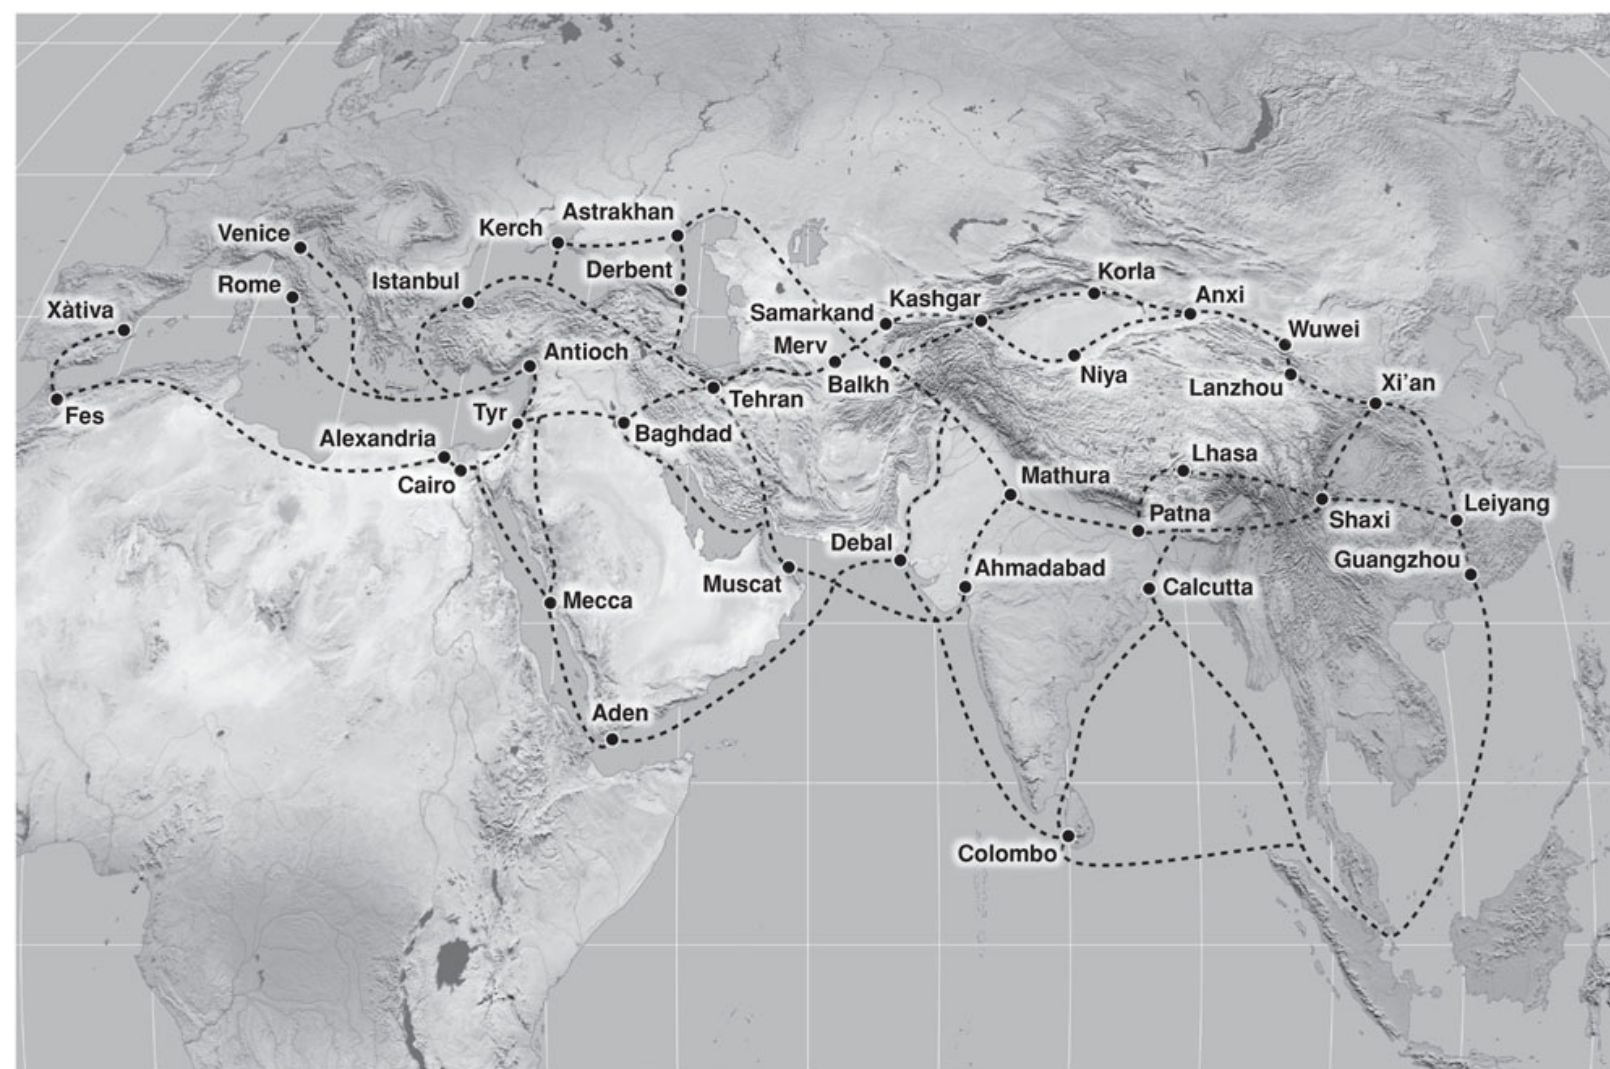 Astrakhan
Kerch
Venice
Derbent
Istanbul
Rome
Korla
Kashgar
Anxi
Xàtiva
Samarkand
Wuwei
Merv
Antioch
Niya
Balkh
Lanzhou
Xi’an
Tehran
Fes
Tyr
Baghdad
Alexandria
Lhasa
Cairo
Mathura
Leiyang
Patna
Shaxi
Debal
Guangzhou
Ahmadabad
Muscat
Calcutta
Mecca
Aden
Colombo